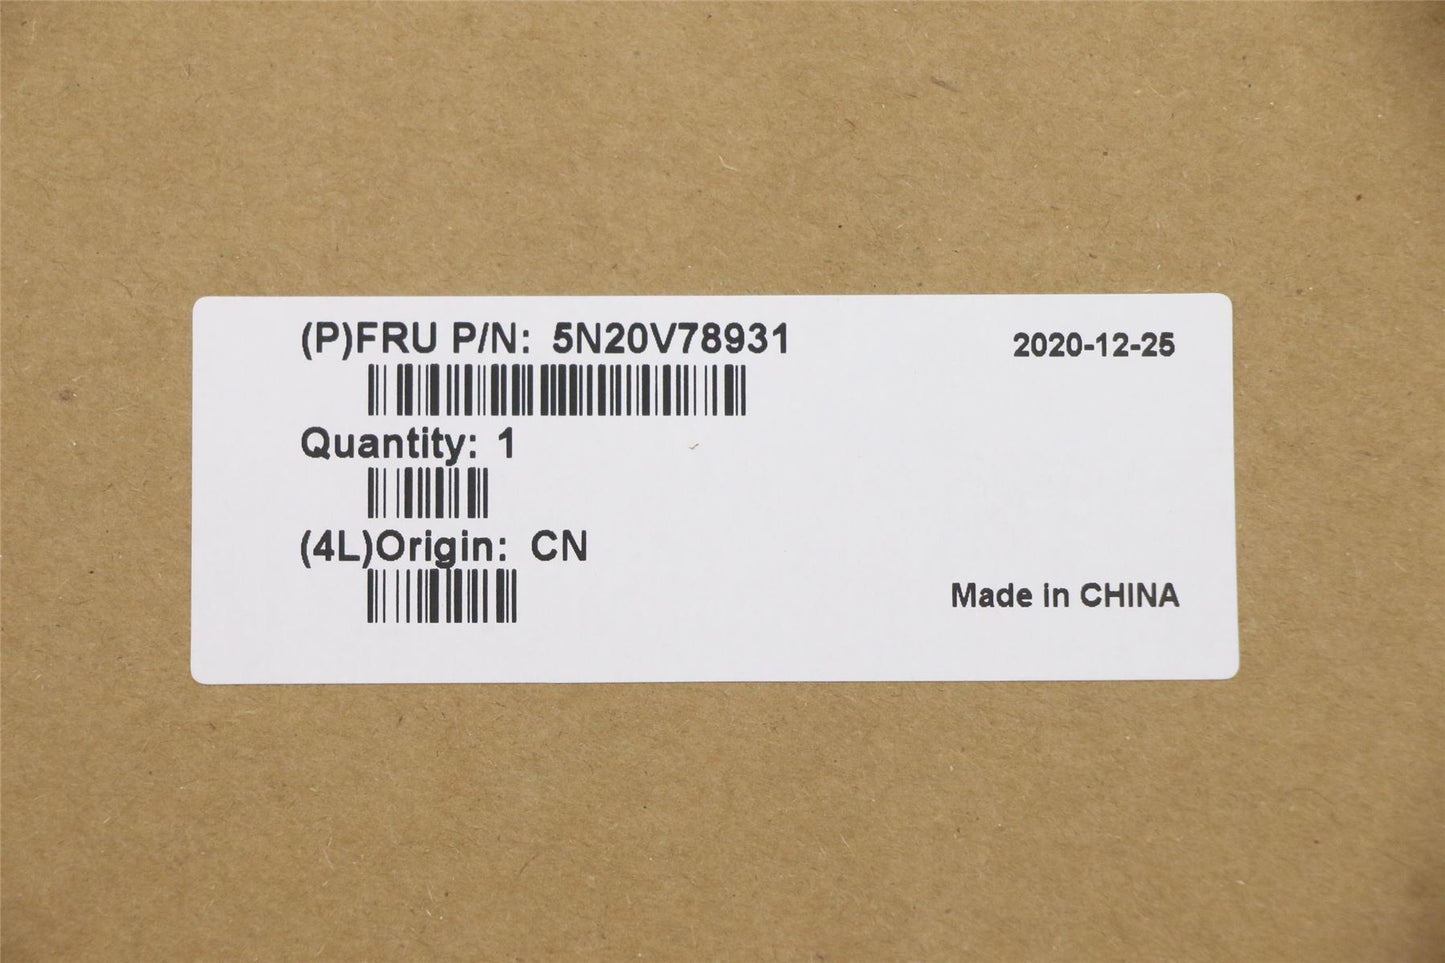 (P)FRU P/N: 5N20V78931
2020-12-25
Quantity: 1
(4L)Origin: CN
Made in CHINA